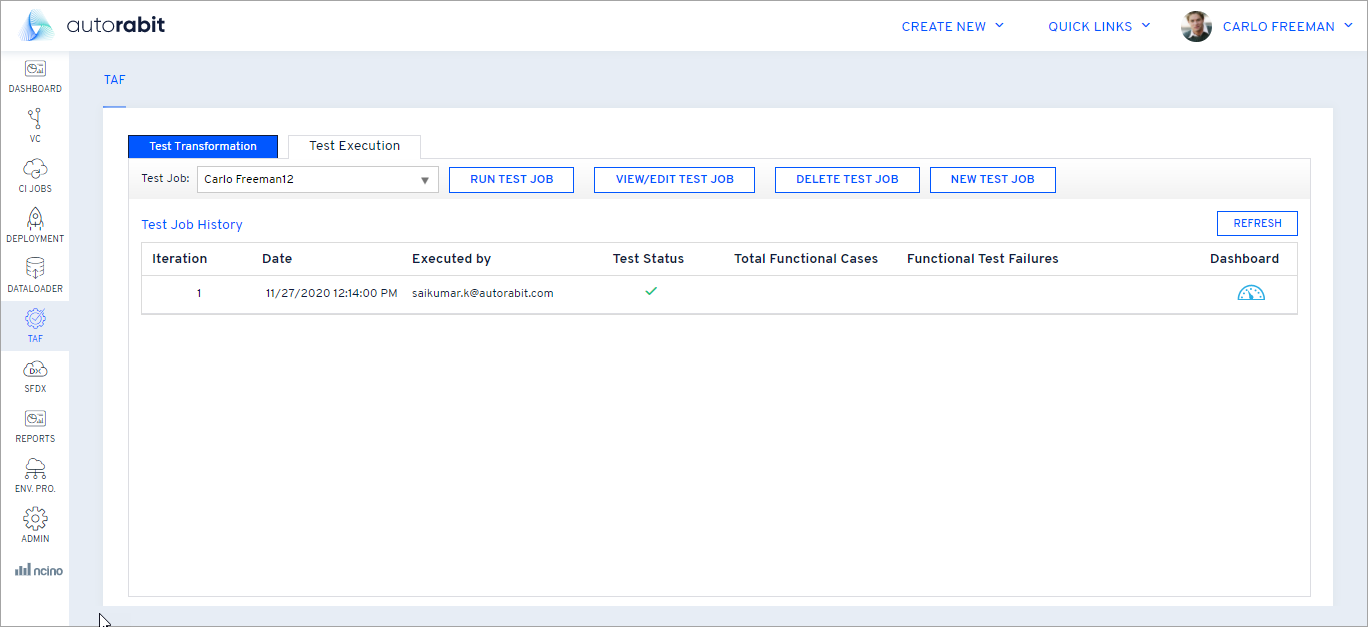 autorabit
CREATE NEW
QUICK LINKS
CARLO FREEMAN
DASHBOARD
VC
CI JOBS
DEPLOYMENT
DATALOADER
TAF
SFDX
REPORTS
ENV. PRO.
ADMIN
ncino
TAF
Test Transformation
Test Execution
Test Job:
Carlo Freeman12
RUN TEST JOB
VIEW/EDIT TEST JOB
DELETE TEST JOB
NEW TEST JOB
Test Job History
REFRESH
Iteration Date Executed by Test Status Total Functional Cases Functional Test Failures Dashboard
1 11/27/2020 12:14:00 PM saikumar.k@autorabit.com